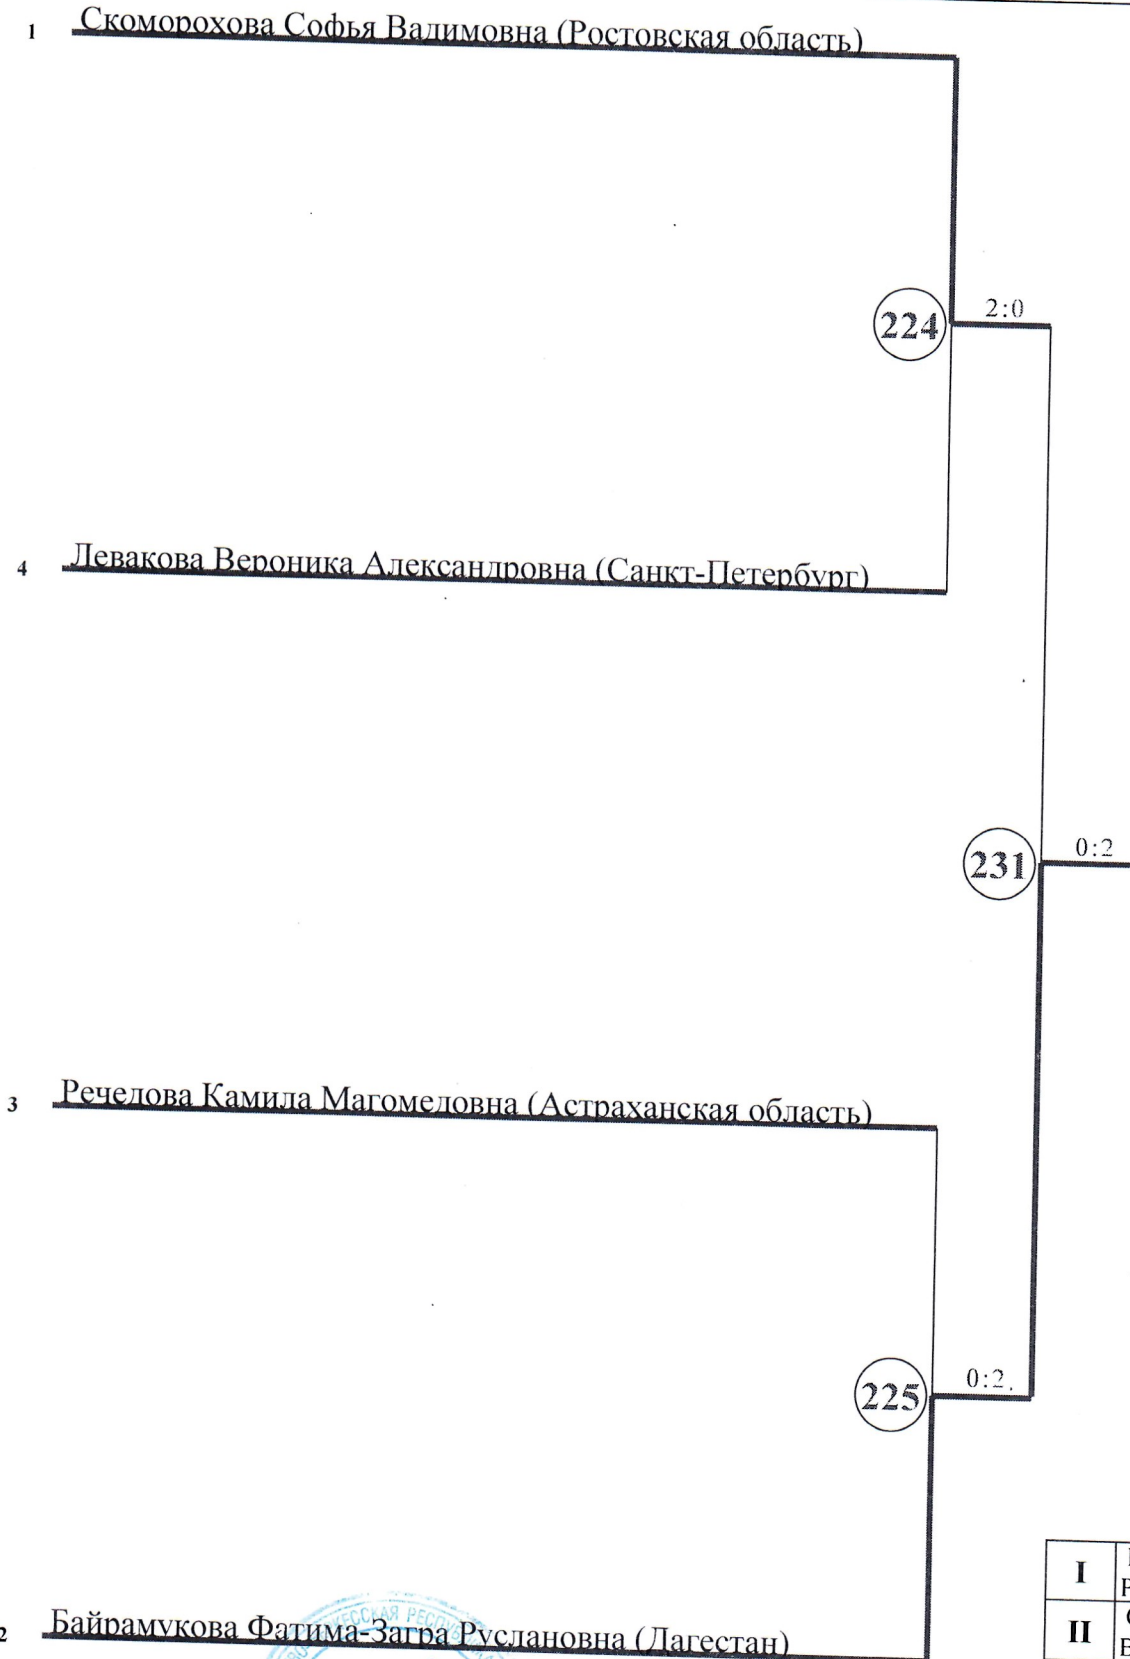 1 Скоморохова Софья Вадимовна (Ростовская область)
224 2:0
4 Левакова Вероника Александровна (Санкт-Петербург)
231 0:2
3 Речедова Камила Магомедовна (Астраханская область)
225 0:2
2 Байрамукова Фатима-Загра Руслановна (Дагестан)
I
II